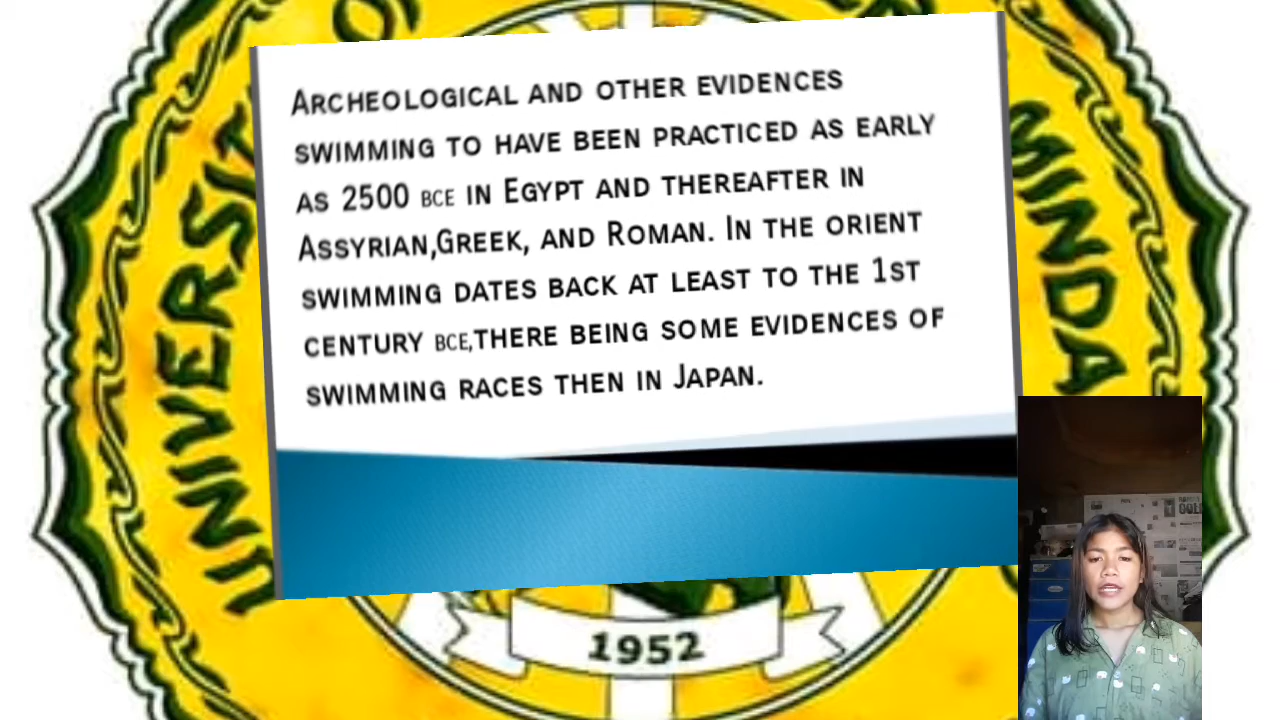 Archeological and other evidences
swimming to have been practiced as early
as 2500 BCE in Egypt and thereafter in
Assyrian,Greek, and Roman. In the orient
swimming dates back at least to the 1st
century BCE,there being some evidences of
swimming races then in Japan.
MINDA
1952